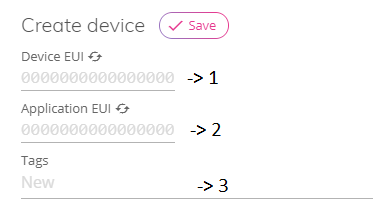 Create device Save
Device EUI
0000000000000000 -> 1
Application EUI
0000000000000000 -> 2
Tags
New -> 3